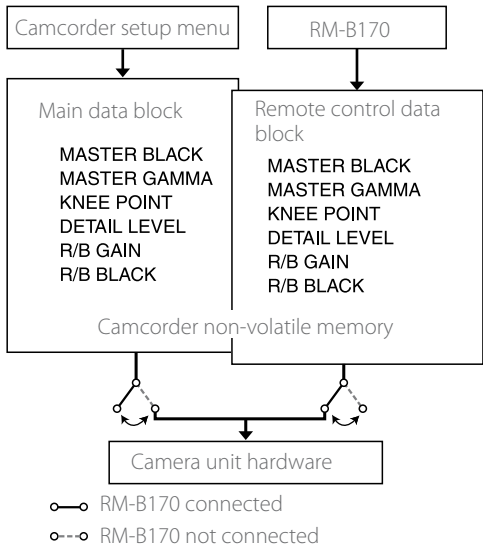 Camcorder setup menu
RM-B170
Main data block
MASTER BLACK
MASTER GAMMA
KNEE POINT
DETAIL LEVEL
R/B GAIN
R/B BLACK
Remote control data
block
MASTER BLACK
MASTER GAMMA
KNEE POINT
DETAIL LEVEL
R/B GAIN
R/B BLACK
Camcorder non-volatile memory
Camera unit hardware
RM-B170 connected
RM-B170 not connected